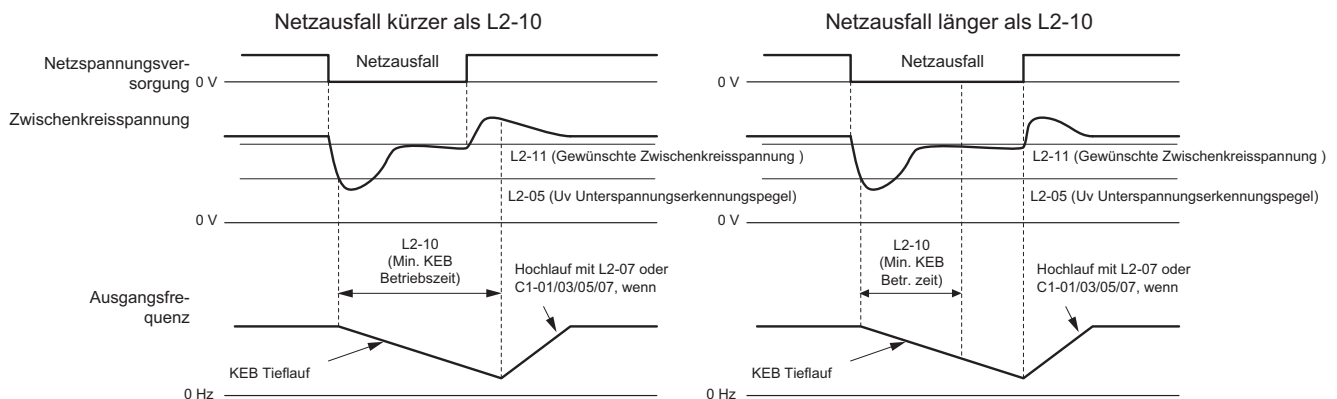 Netzausfall kürzer als L2-10
Netzspannungsver-
sorgung
0 V
Netzausfall
Zwischenkreisspannung
L2-11 (Gewünschte Zwischenkreisspannung )
L2-05 (Uv Unterspannungserkennungspegel)
0 V
L2-10
(Min. KEB
Betriebszeit)
Hochlauf mit L2-07 oder
C1-01/03/05/07, wenn
Ausgangsfre-
quenz
KEB Tieflauf
0 Hz
Netzausfall länger als L2-10
0 V
Netzausfall
L2-11 (Gewünschte Zwischenkreisspannung )
L2-05 (Uv Unterspannungserkennungspegel)
0 V
L2-10
(Min. KEB
Betr. zeit)
Hochlauf mit L2-07 oder
C1-01/03/05/07, wenn
KEB Tieflauf
0 Hz